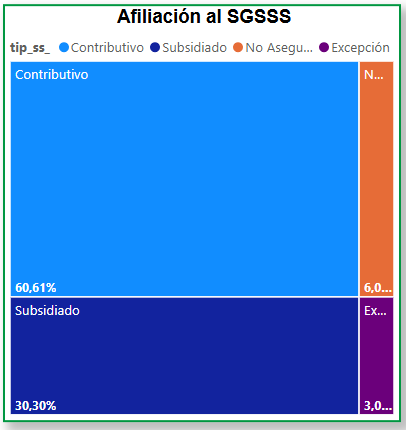 Afiliación al SGSSS
tip_ss_ Contributivo Subsidiado No Asegu... Excepción
Contributivo N...
60,61% 6,0...
Subsidiado Ex...
30,30% 3,0...